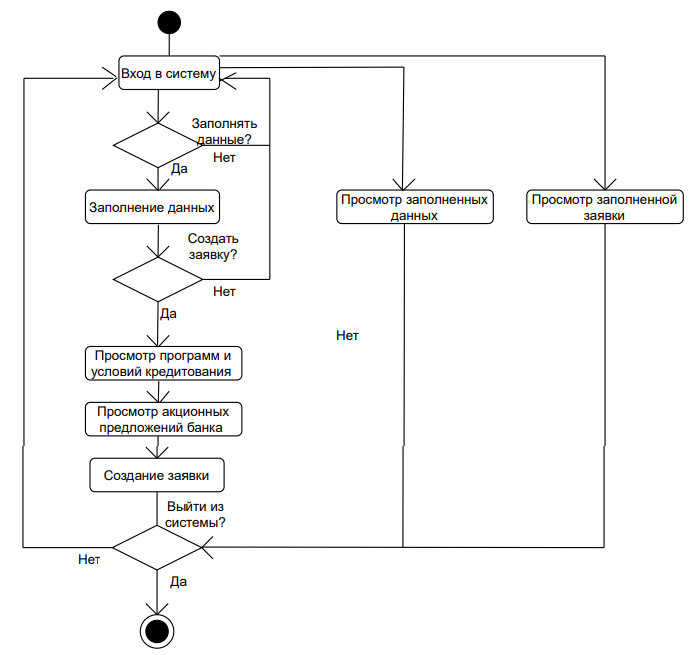 Вход в систему
Заполнять
данные?
Нет
Да
Заполнение данных
Просмотр заполненных
данных
Просмотр заполненной
заявки
Создать
заявку?
Нет
Да
Нет
Просмотр программ и
условий кредитования
Просмотр акционных
предложений банка
Создание заявки
Выйти из
системы?
Нет
Да